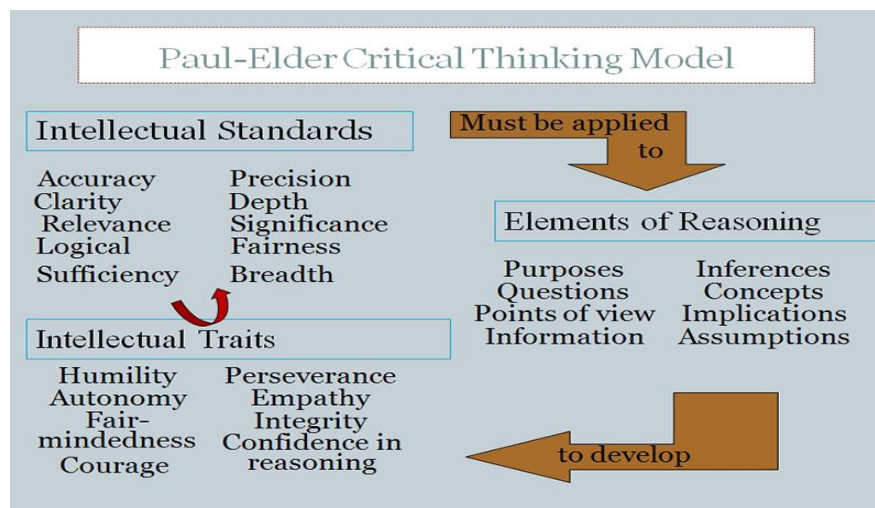 Paul-Elder Critical Thinking Model
Intellectual Standards
Accuracy Precision
Clarity Depth
Relevance Significance
Logical Fairness
Sufficiency Breadth
Must be applied
to
Elements of Reasoning
Purposes Inferences
Questions Concepts
Points of view Implications
Information Assumptions
Intellectual Traits
Humility Perseverance
Autonomy Empathy
Fair- Integrity
mindedness Confidence in
Courage reasoning
to develop